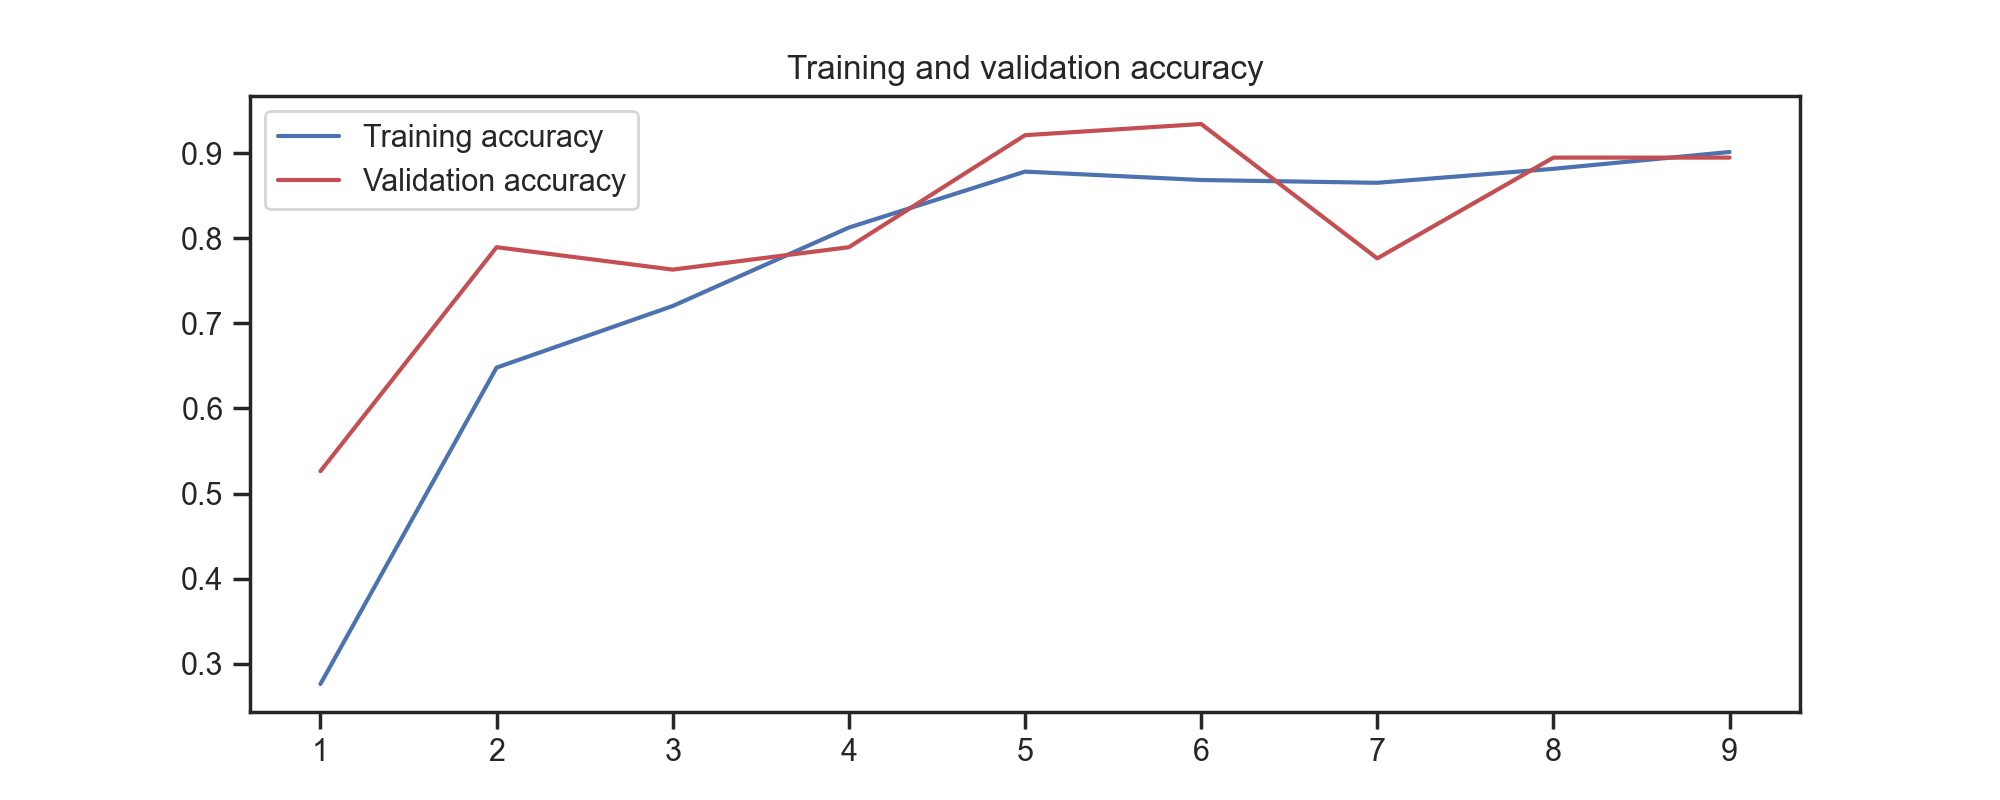 Training and validation accuracy
Training accuracy
Validation accuracy
0.9
0.8
0.7
0.6
0.5
0.4
0.3
1 2 3 4 5 6 7 8 9